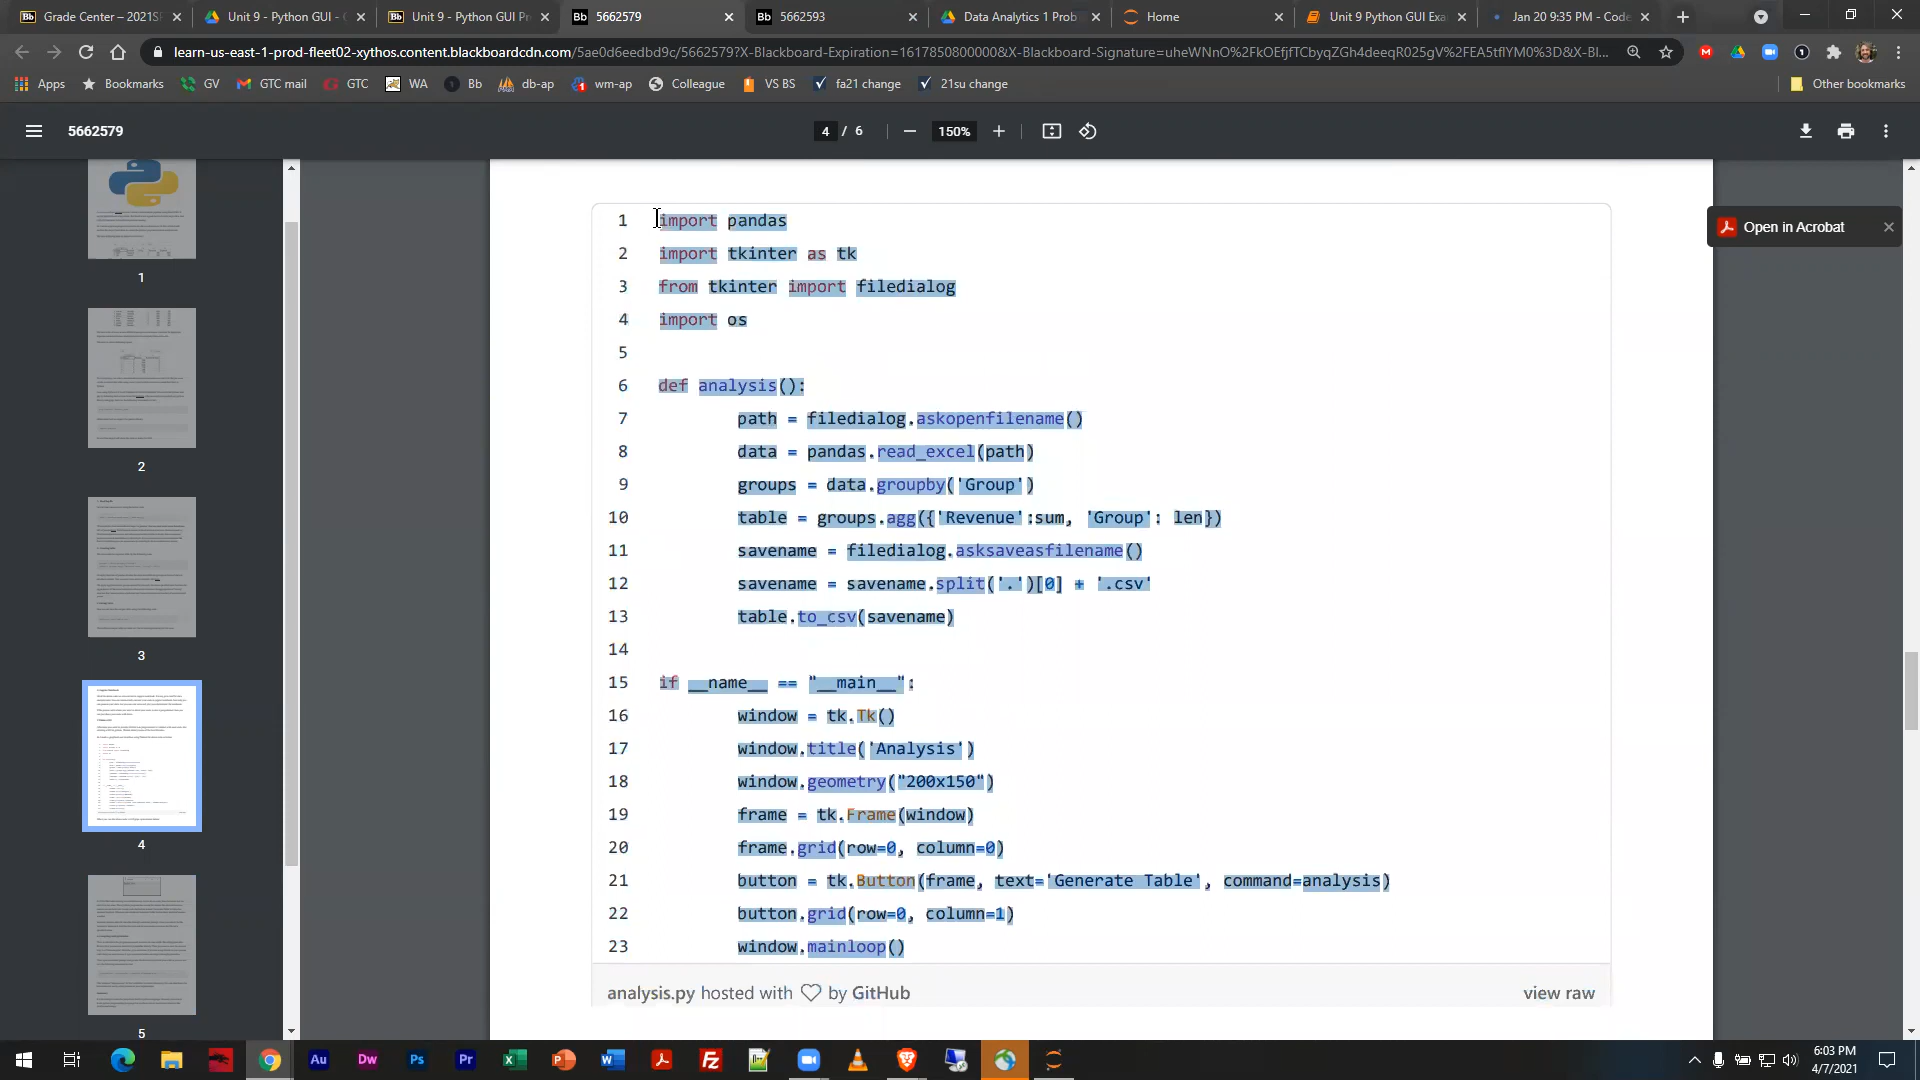 Grade Center – 2021SP
Unit 9 - Python GUI - G
Unit 9 - Python GUI Pr
5662579
5662593
Data Analytics 1 Prob
Home
Unit 9 Python GUI Exa
Jan 20 9:35 PM - Code
learn-us-east-1-prod-fleet02-xythos.content.blackboardcdn.com/5ae0d6eedbd9c/5662579?X-Blackboard-Expiration=1617850800000&X-Blackboard-Signature=uheWNnO%2FkOEfjfTCbyqZGh4deeqR025gV%2FEA5tflYM0%3D&X-Bl...
Apps
Bookmarks
GV
GTC mail
GTC
WA
Bb
db-ap
wm-ap
Colleague
VS BS
fa21 change
21su change
Other bookmarks
5662579
4 / 6
150%
Open in Acrobat
1
2
3
4
5
1 import pandas
2 import tkinter as tk
3 from tkinter import filedialog
4 import os
5
6 def analysis():
7 path = filedialog.askopenfilename()
8 data = pandas.read_excel(path)
9 groups = data.groupby('Group')
10 table = groups.agg({'Revenue':sum, 'Group': len})
11 savename = filedialog.asksaveasfilename()
12 savename = savename.split('.')[0] + '.csv'
13 table.to_csv(savename)
14
15 if __name__ == "__main__":
16 window = tk.Tk()
17 window.title('Analysis')
18 window.geometry("200x150")
19 frame = tk.Frame(window)
20 frame.grid(row=0, column=0)
21 button = tk.Button(frame, text='Generate Table', command=analysis)
22 button.grid(row=0, column=1)
23 window.mainloop()
analysis.py hosted with ♡ by GitHub
view raw
6:03 PM
4/7/2021